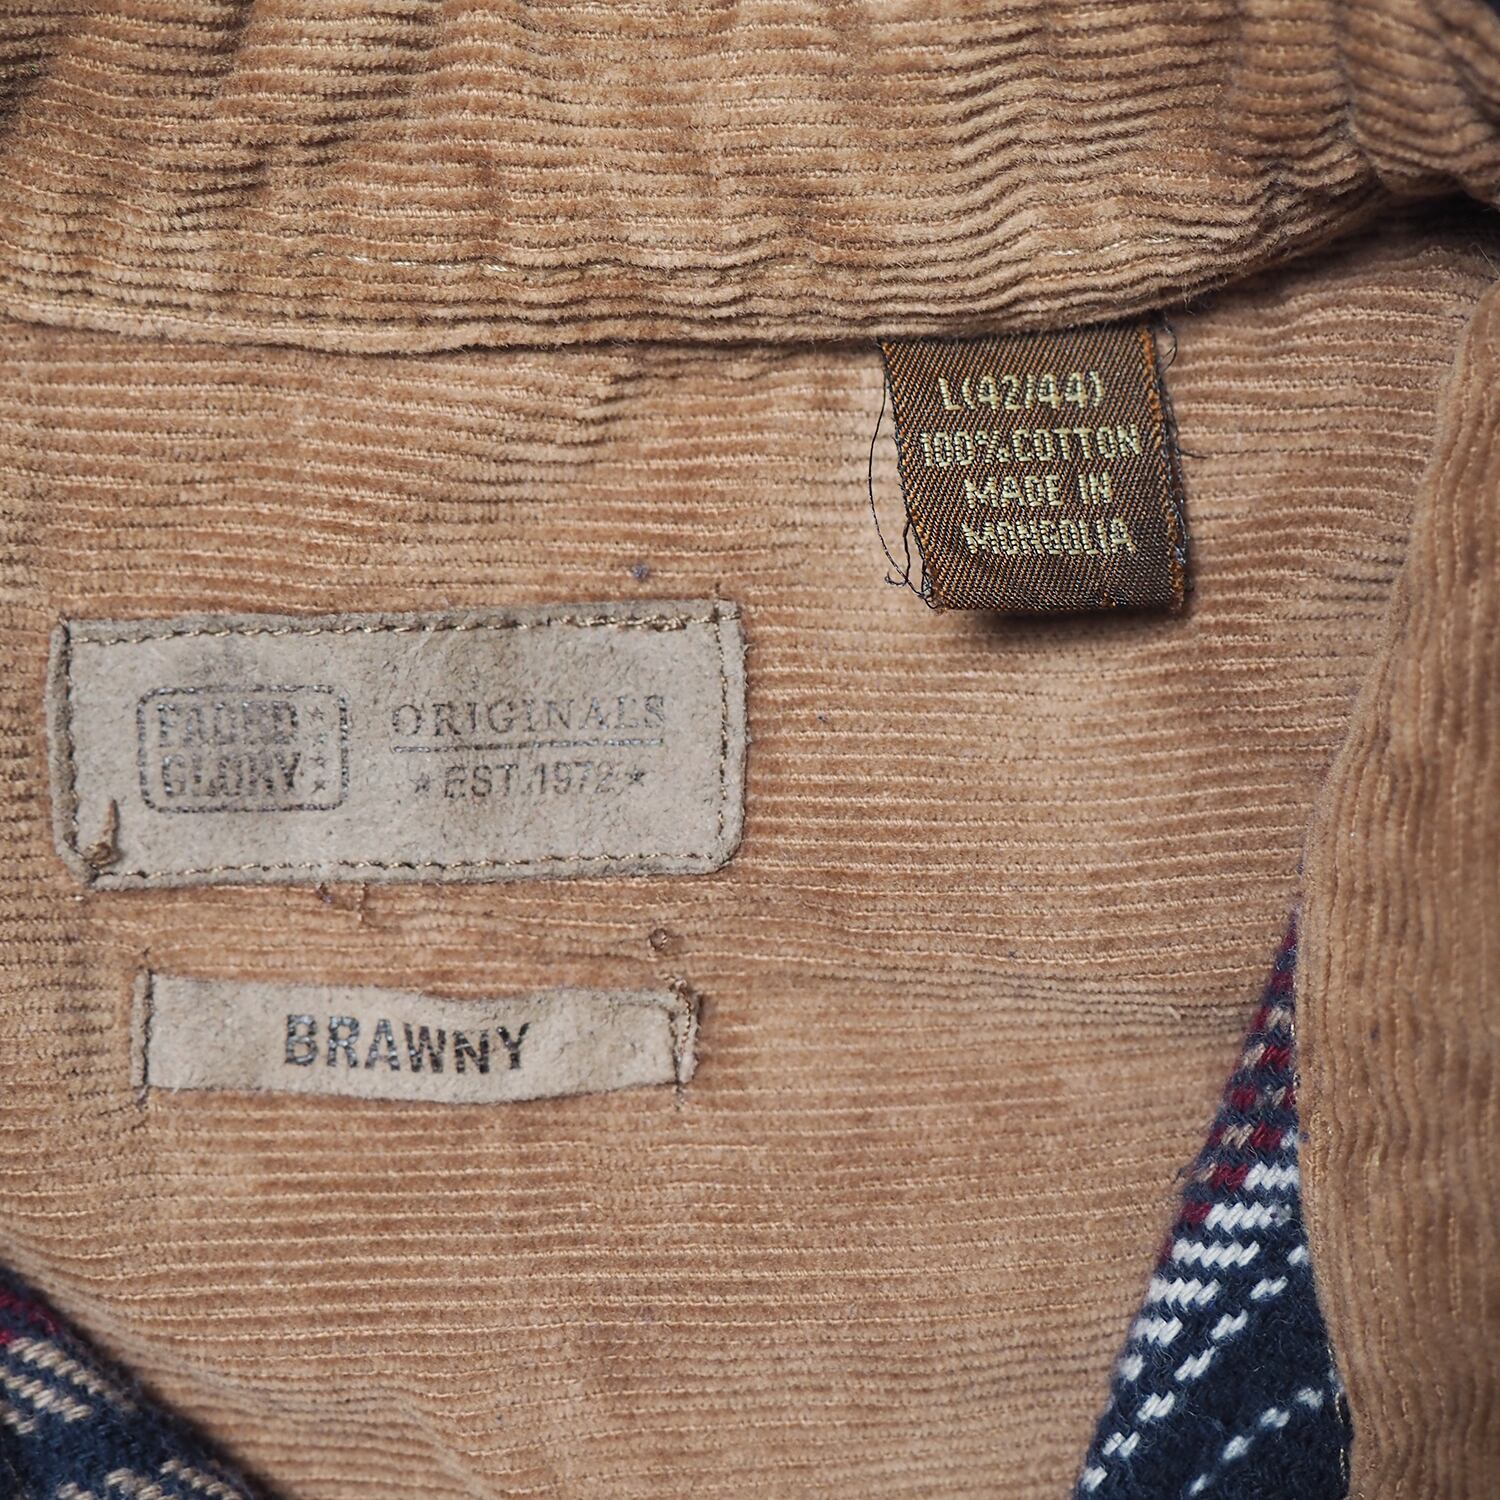 L(42/44)
100% COTTON
MADE IN
MONGOLIA
FADED
GLORY
ORIGINALS
EST.1972
BRAWNY